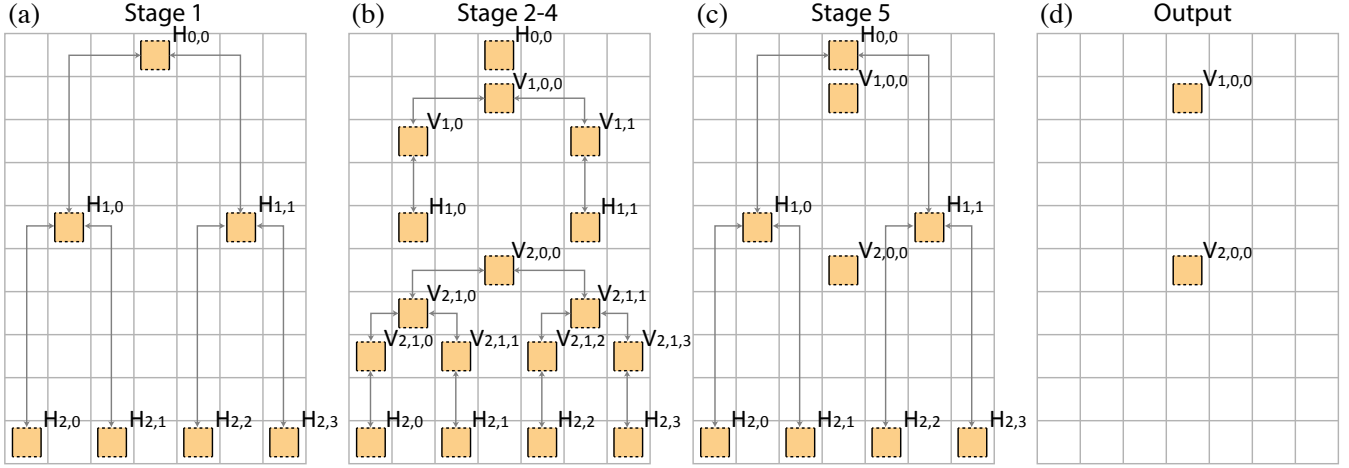 (a) Stage 1
H0,0
H1,0 H1,1
H2,0 H2,1 H2,2 H2,3
(b) Stage 2-4
H0,0
V1,0,0
V1,0 V1,1
H1,0 H1,1
V2,0,0
V2,1,0 V2,1,1
V2,1,0 V2,1,1 V2,1,2 V2,1,3
H2,0 H2,1 H2,2 H2,3
(c) Stage 5
H0,0
V1,0,0
H1,0 H1,1
V2,0,0
H2,0 H2,1 H2,2 H2,3
(d) Output
V1,0,0
V2,0,0